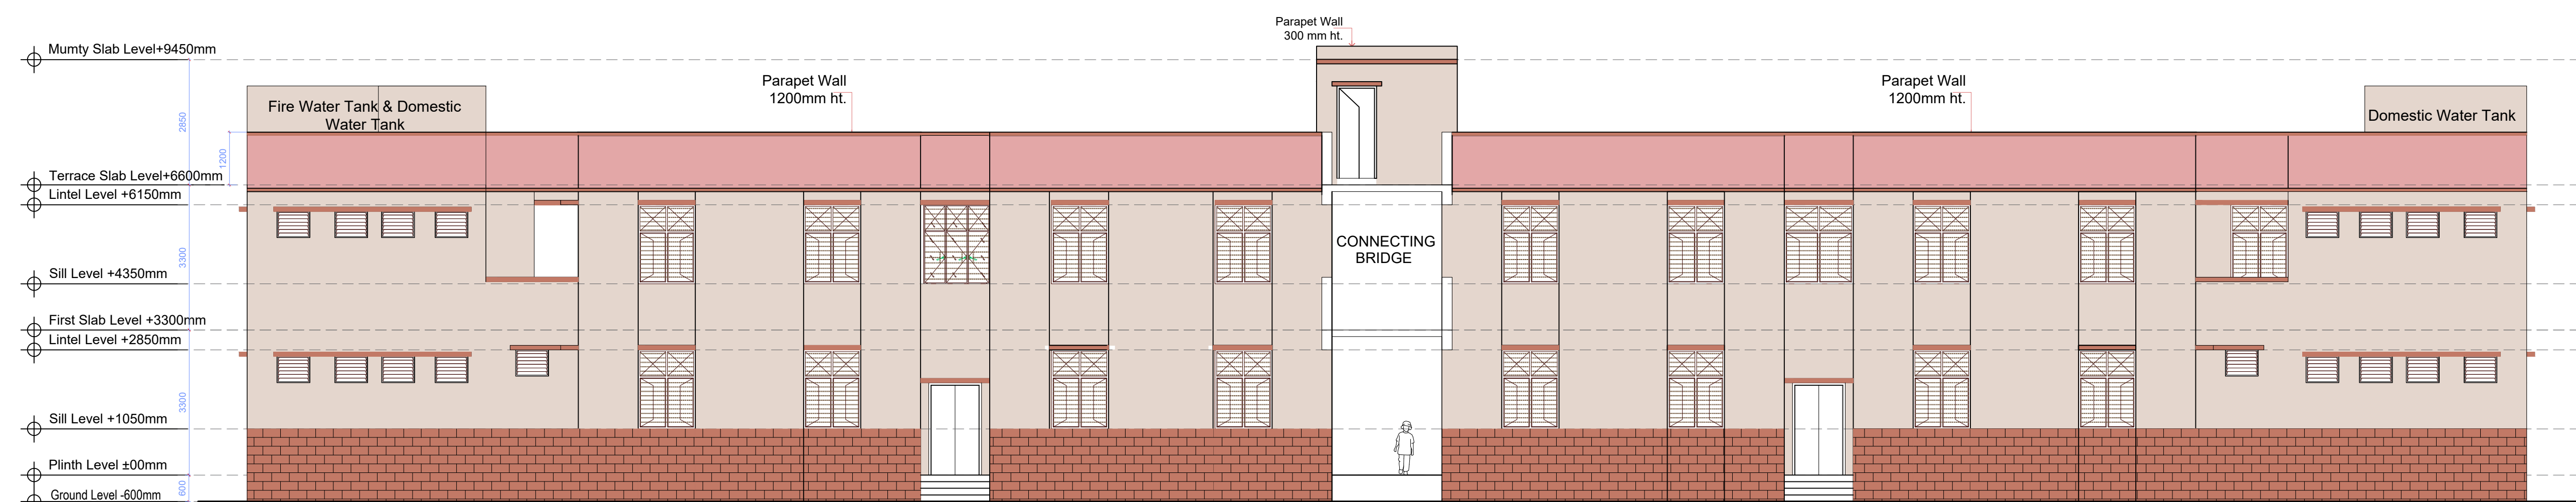 Parapet Wall
300 mm ht.
Mumty Slab Level+9450mm
Parapet Wall
1200mm ht.
Parapet Wall
1200mm ht.
Fire Water Tank & Domestic
Water Tank
Domestic Water Tank
2850
1200
Terrace Slab Level+6600mm
Lintel Level +6150mm
CONNECTING
BRIDGE
3300
Sill Level +4350mm
First Slab Level +3300mm
Lintel Level +2850mm
3300
Sill Level +1050mm
Plinth Level ±00mm
600
Ground Level -600mm